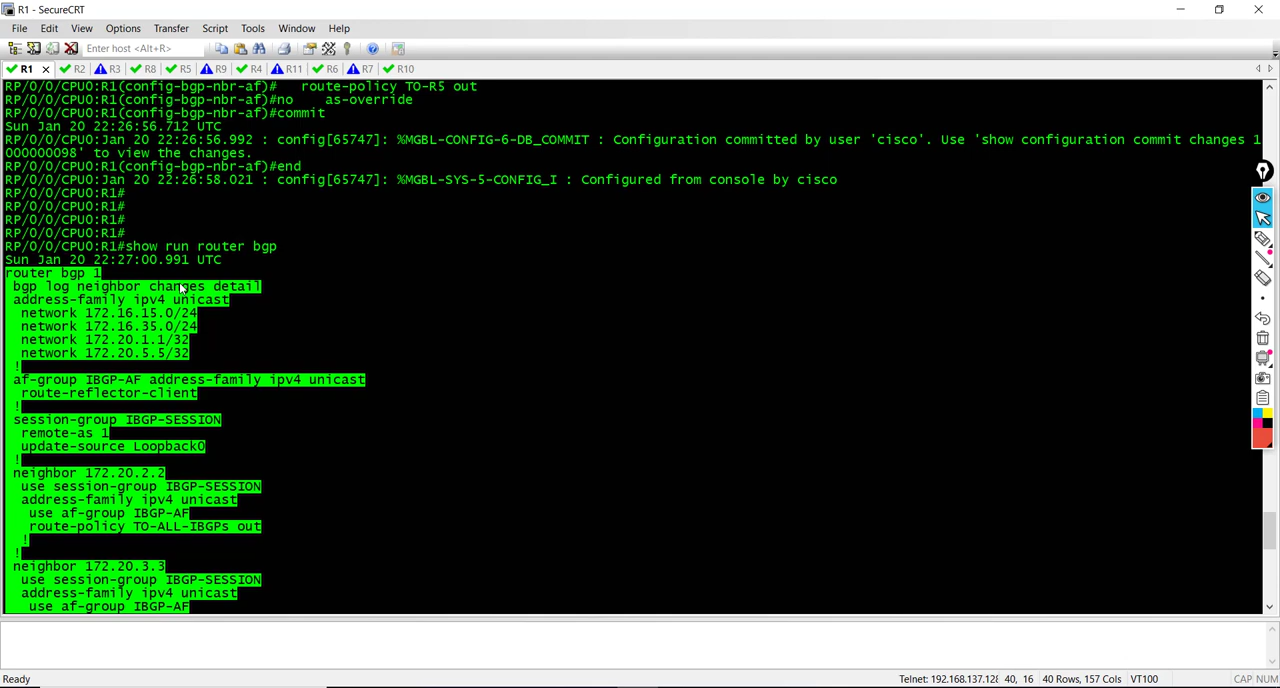 R1 - SecureCRT
File Edit View Options Transfer Script Tools Window Help
Enter host <Alt+R>
R1 R2 R3 R8 R5 R9 R4 R11 R6 R7 R10
RP/0/0/CPU0:R1(config-bgp-nbr-af)#   route-policy TO-R5 out
RP/0/0/CPU0:R1(config-bgp-nbr-af)#no    as-override
RP/0/0/CPU0:R1(config-bgp-nbr-af)#commit
Sun Jan 20 22:26:56.712 UTC
RP/0/0/CPU0:Jan 20 22:26:56.992 : config[65747]: %MGBL-CONFIG-6-DB_COMMIT : Configuration committed by user 'cisco'. Use 'show configuration commit changes 1
000000098' to view the changes.
RP/0/0/CPU0:R1(config-bgp-nbr-af)#end
RP/0/0/CPU0:Jan 20 22:26:58.021 : config[65747]: %MGBL-SYS-5-CONFIG_I : Configured from console by cisco
RP/0/0/CPU0:R1#
RP/0/0/CPU0:R1#
RP/0/0/CPU0:R1#
RP/0/0/CPU0:R1#
RP/0/0/CPU0:R1#show run router bgp
Sun Jan 20 22:27:00.991 UTC
router bgp 1
 bgp log neighbor changes detail
 address-family ipv4 unicast
  network 172.16.15.0/24
  network 172.16.35.0/24
  network 172.20.1.1/32
  network 172.20.5.5/32
 !
 af-group IBGP-AF address-family ipv4 unicast
  route-reflector-client
 !
 session-group IBGP-SESSION
  remote-as 1
  update-source Loopback0
 !
 neighbor 172.20.2.2
  use session-group IBGP-SESSION
  address-family ipv4 unicast
   use af-group IBGP-AF
   route-policy TO-ALL-IBGPs out
  !
 !
 neighbor 172.20.3.3
  use session-group IBGP-SESSION
  address-family ipv4 unicast
   use af-group IBGP-AF
Ready
Telnet: 192.168.137.128 40, 16 40 Rows, 157 Cols VT100 CAP NUM